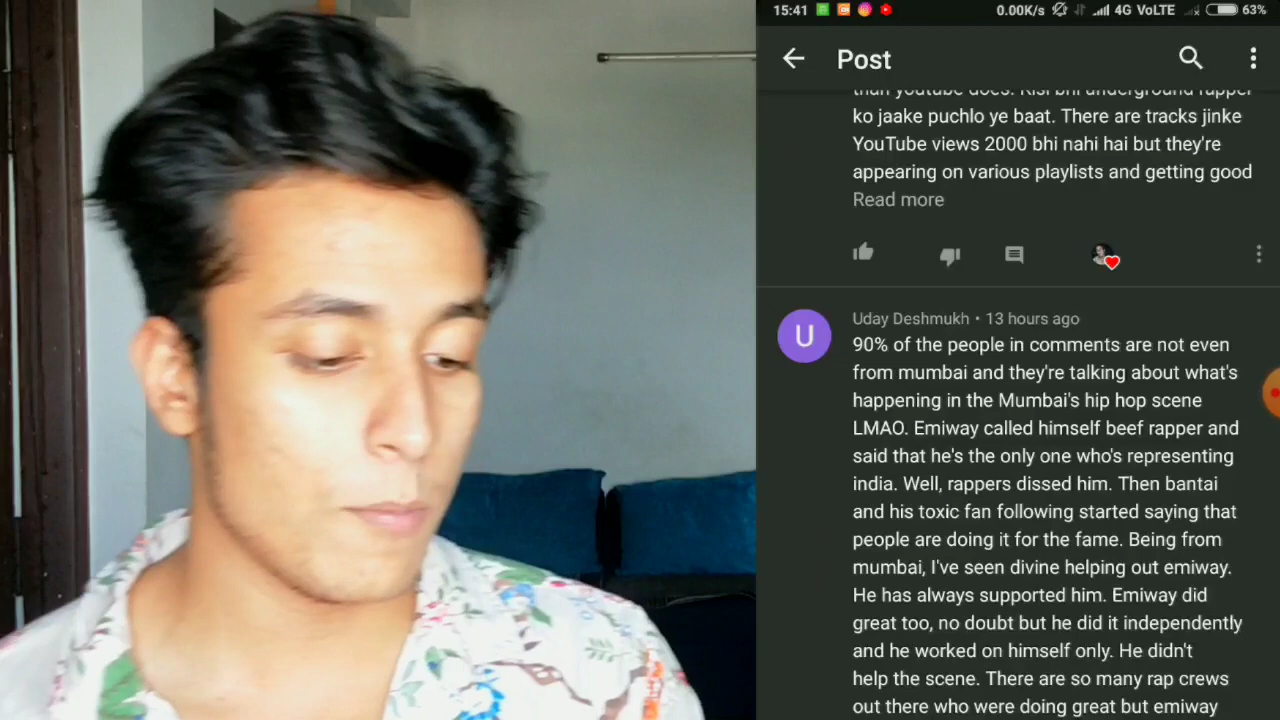 15:41
0.00K/s
4G VoLTE
63%
Post
than youtube does. Kisi bhi underground rapper
ko jaake puchlo ye baat. There are tracks jinke
YouTube views 2000 bhi nahi hai but they're
appearing on various playlists and getting good
Read more
U
Uday Deshmukh • 13 hours ago
90% of the people in comments are not even
from mumbai and they're talking about what's
happening in the Mumbai's hip hop scene
LMAO. Emiway called himself beef rapper and
said that he's the only one who's representing
india. Well, rappers dissed him. Then bantai
and his toxic fan following started saying that
people are doing it for the fame. Being from
mumbai, I've seen divine helping out emiway.
He has always supported him. Emiway did
great too, no doubt but he did it independently
and he worked on himself only. He didn't
help the scene. There are so many rap crews
out there who were doing great but emiway